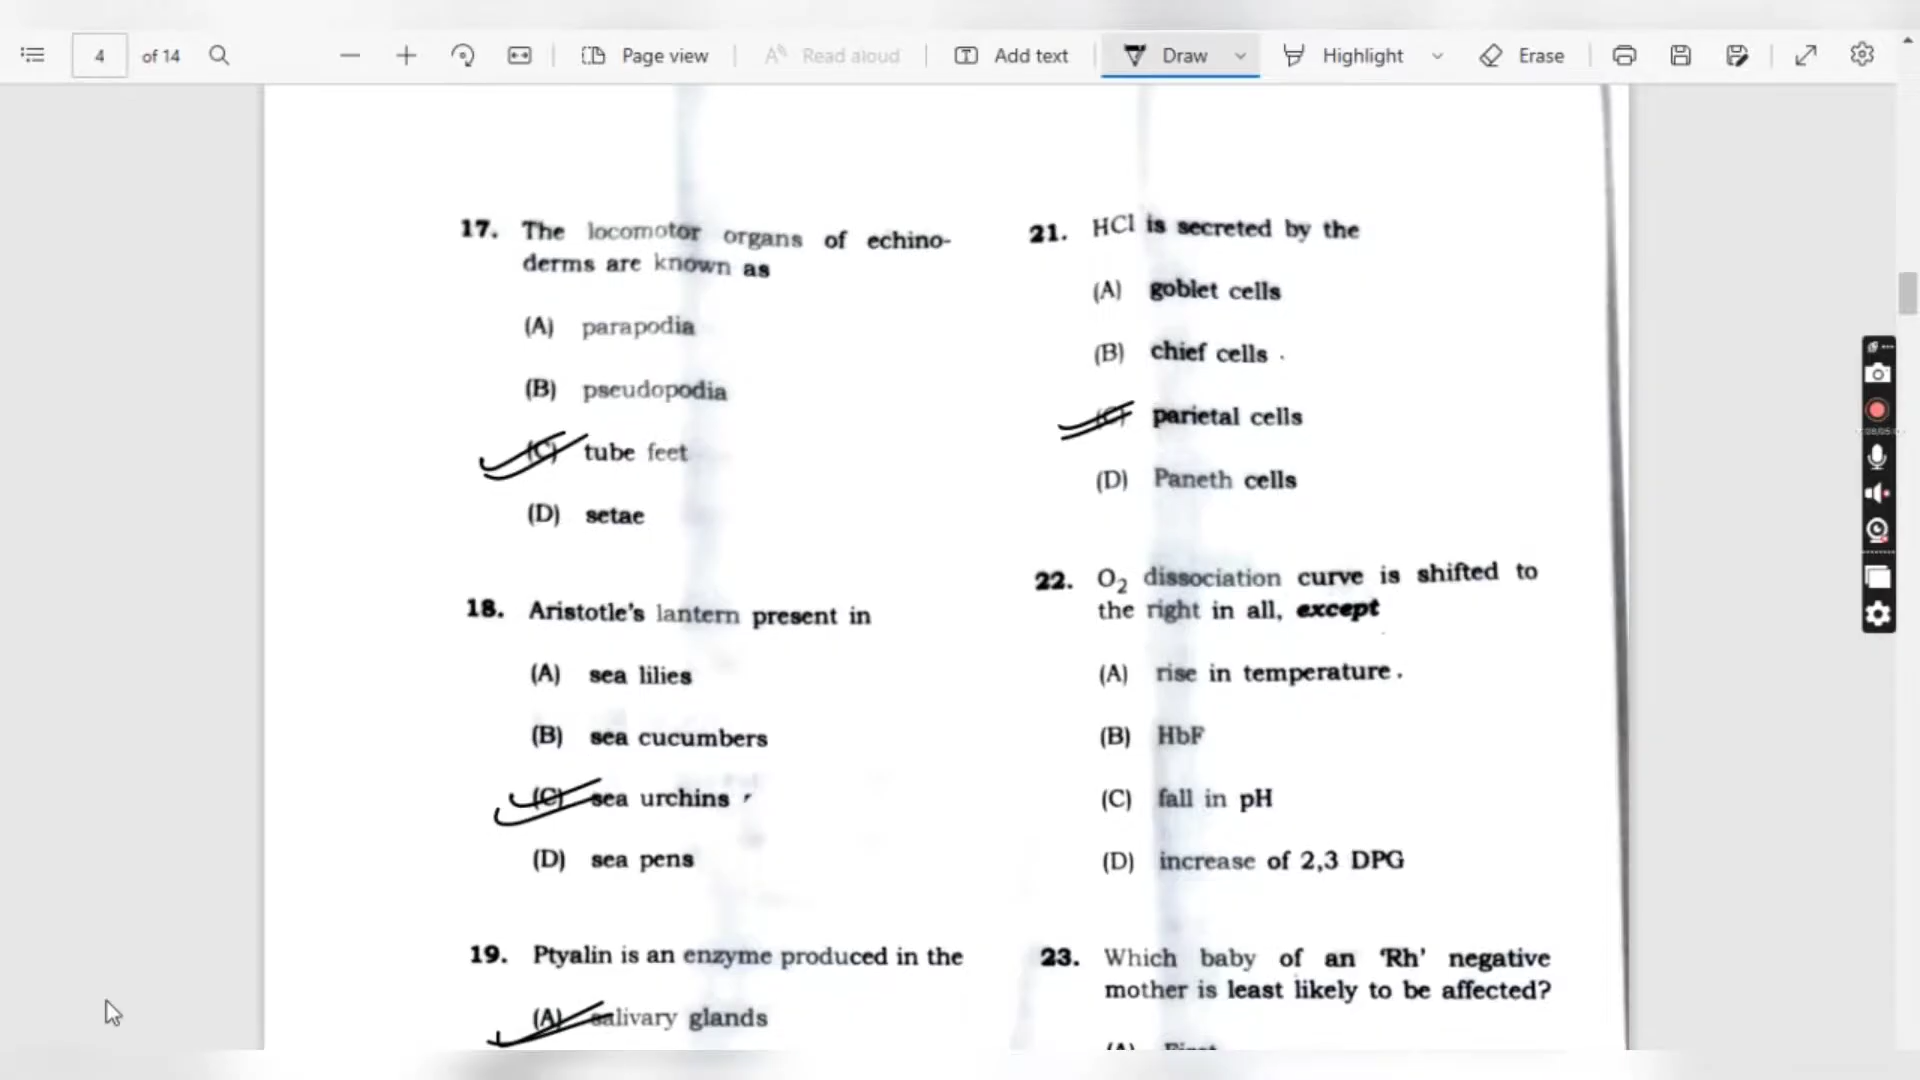 4 of 14 Page view Read aloud Add text Draw Highlight Erase
17. The locomotor organs of echino-
derms are known as
(A) parapodia
(B) pseudopodia
(C) tube feet
(D) setae
18. Aristotle's lantern present in
(A) sea lilies
(B) sea cucumbers
(C) sea urchins
(D) sea pens
19. Ptyalin is an enzyme produced in the
(A) salivary glands
21. HCl is secreted by the
(A) goblet cells
(B) chief cells .
(C) parietal cells
(D) Paneth cells
22. O₂ dissociation curve is shifted to
the right in all, except
(A) rise in temperature .
(B) HbF
(C) fall in pH
(D) increase of 2,3 DPG
23. Which baby of an 'Rh' negative
mother is least likely to be affected?
(A) First